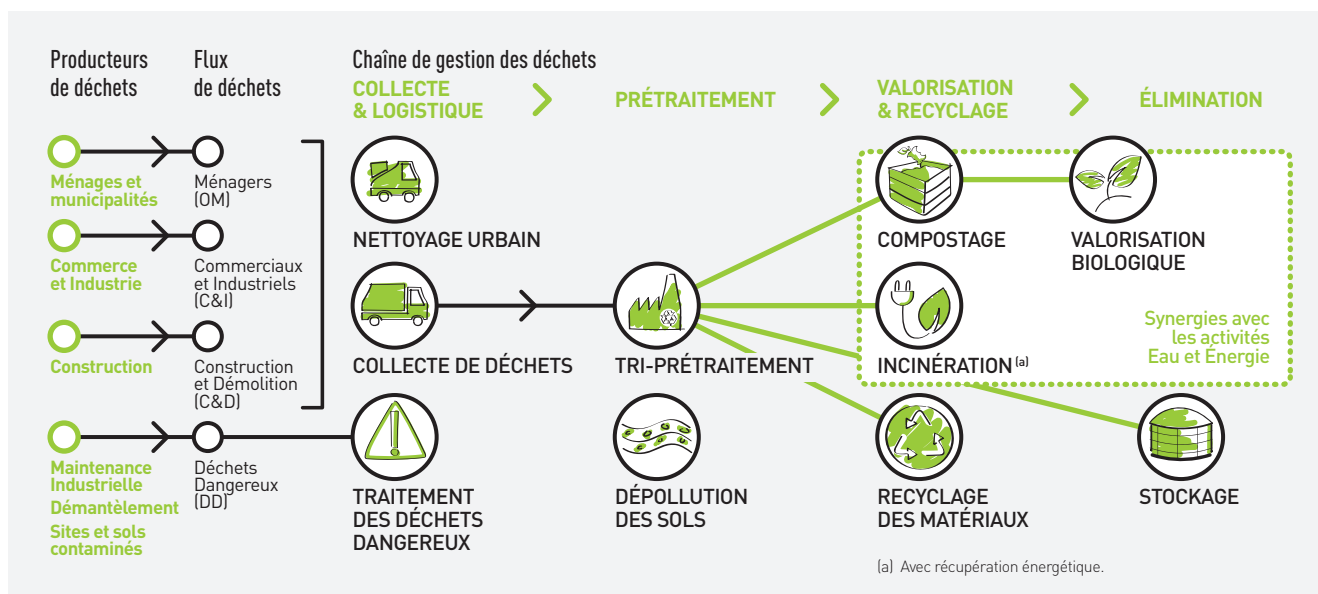 Producteurs
de déchets
Flux
de déchets
Chaîne de gestion des déchets
COLLECTE
& LOGISTIQUE
PRÉTRAITEMENT
VALORISATION
& RECYCLAGE
ÉLIMINATION
Ménages et
municipalités
Ménagers
(OM)
NETTOYAGE URBAIN
COMPOSTAGE
VALORISATION
BIOLOGIQUE
Commerce
et Industrie
Commerciaux
et Industriels
(C&I)
COLLECTE DE DÉCHETS
TRI-PRÉTRAITEMENT
INCINÉRATION (a)
Synergies avec
les activités
Eau et Énergie
Construction
Construction
et Démolition
(C&D)
Maintenance
Industrielle
Démantèlement
Sites et sols
contaminés
Déchets
Dangereux
(DD)
TRAITEMENT
DES DÉCHETS
DANGEREUX
DÉPOLLUTION
DES SOLS
RECYCLAGE
DES MATÉRIAUX
STOCKAGE
(a) Avec récupération énergétique.